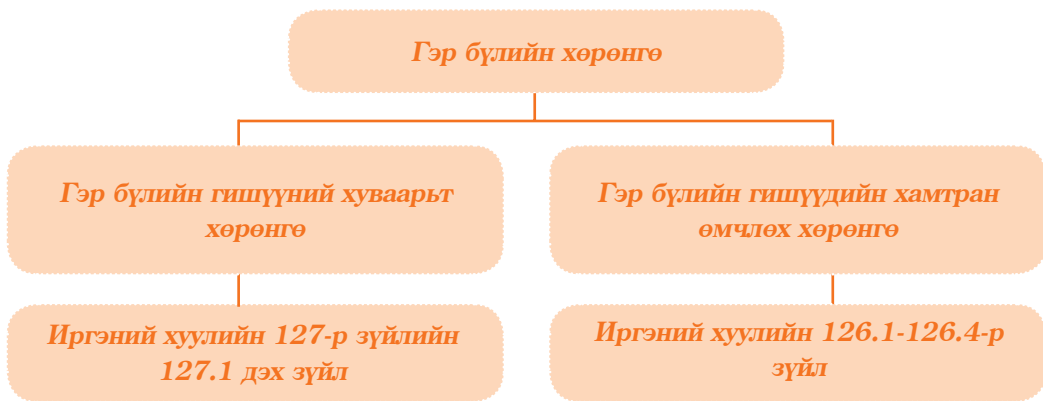 Гэр бүлийн хөрөнгө
Гэр бүлийн гишүүний хуваарьт
хөрөнгө
Гэр бүлийн гишүүдийн хамтран
өмчлөх хөрөнгө
Иргэний хуулийн 127-р зүйлийн
127.1 дэх зүйл
Иргэний хуулийн 126.1-126.4-р
зүйл